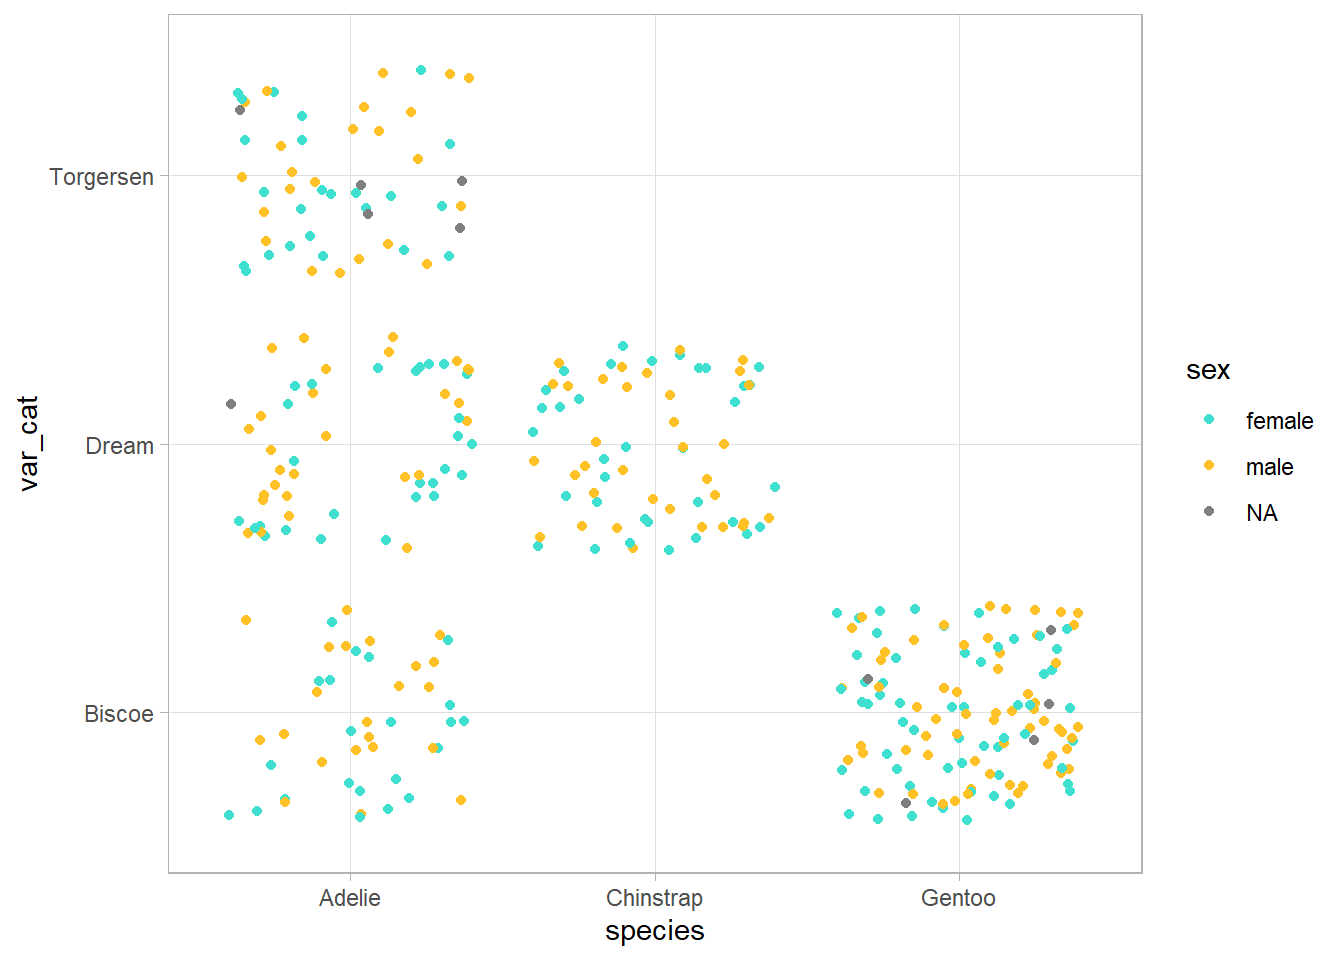 Torgersen
Dream
Biscoe
var_cat
Adelie
Chinstrap
Gentoo
species
sex
female
male
NA